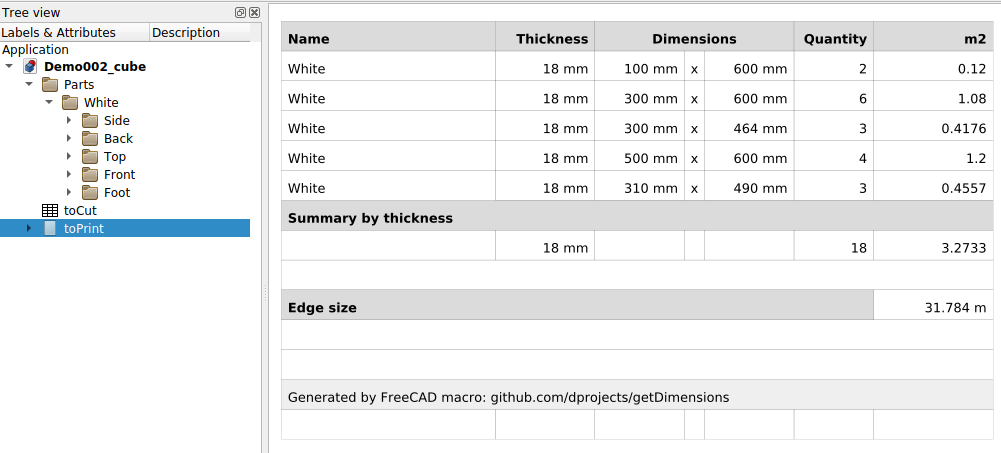 Tree view
Labels & Attributes Description
Application
Demo002_cube
Parts
White
Side
Back
Top
Front
Foot
toCut
toPrint
Name Thickness Dimensions Quantity m2
White 18 mm 100 mm x 600 mm 2 0.12
White 18 mm 300 mm x 600 mm 6 1.08
White 18 mm 300 mm x 464 mm 3 0.4176
White 18 mm 500 mm x 600 mm 4 1.2
White 18 mm 310 mm x 490 mm 3 0.4557
Summary by thickness
18 mm 18 3.2733
Edge size 31.784 m
Generated by FreeCAD macro: github.com/dprojects/getDimensions